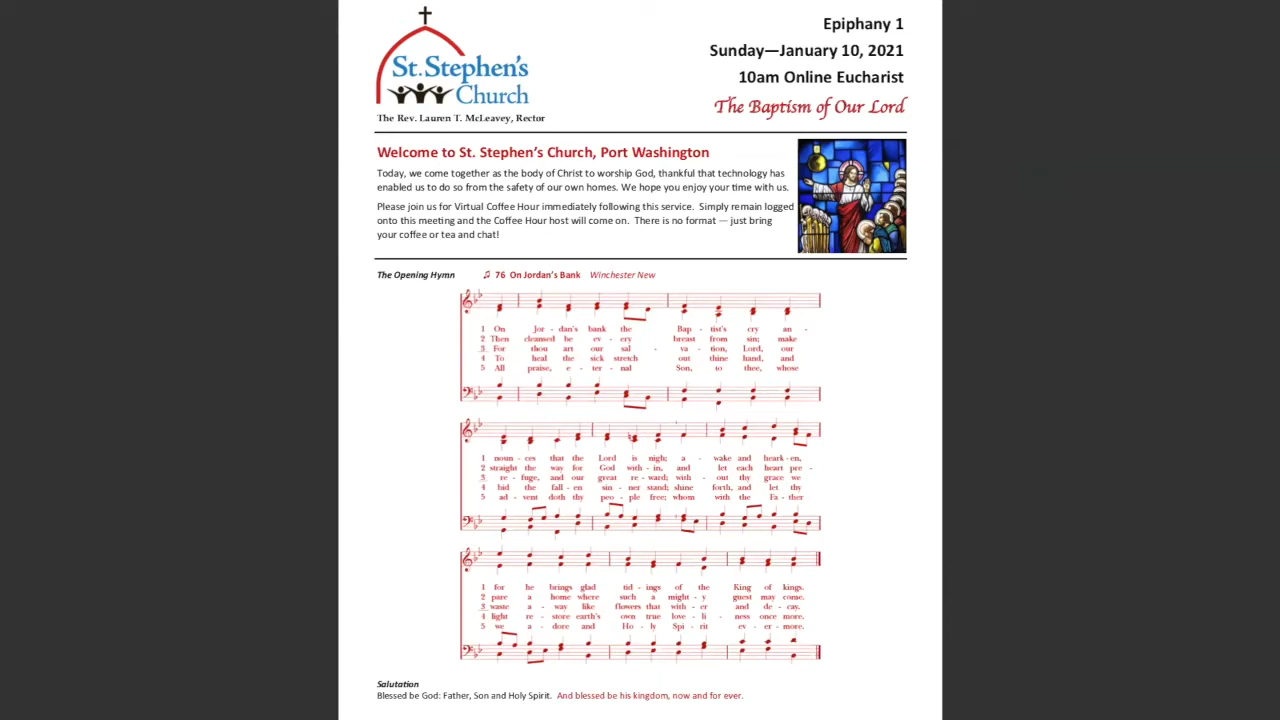 St. Stephen's
Church
The Rev. Lauren T. McLeavey, Rector
Epiphany 1
Sunday—January 10, 2021
10am Online Eucharist
The Baptism of Our Lord
Welcome to St. Stephen's Church, Port Washington
Today, we come together as the body of Christ to worship God, thankful that technology has
enabled us to do so from the safety of our own homes. We hope you enjoy your time with us.
Please join us for Virtual Coffee Hour immediately following this service. Simply remain logged
onto this meeting and the Coffee Hour host will come on. There is no format — just bring
your coffee or tea and chat!
The Opening Hymn ♫ 76 On Jordan's Bank Winchester New
1 On Jor - dan's bank the Bap - tist's cry an -
2 Then cleansed be ev - ery breast from sin; make
3 For thou art our sal - va - tion, Lord, our
4 To heal the sick stretch out thine hand, and
5 All praise, e - ter - nal Son, to thee, whose
1 noun - ces that the Lord is nigh; a - wake and heark - en,
2 straight the way for God with - in, and let each heart pre -
3 re - fuge, and our great re - ward; with - out thy grace we
4 bid the fall - en sin - ner stand; shine forth, and let thy
5 ad - vent doth thy peo - ple free; whom with the Fa - ther
1 for he brings glad tid - ings of the King of kings.
2 pare a home where such a might - y guest may come.
3 waste a - way like flowers that with - er and de - cay.
4 light re - store earth's own true love - li - ness once more.
5 we a - dore and Ho - ly Spi - rit ev - er - more.
Salutation
Blessed be God: Father, Son and Holy Spirit. And blessed be his kingdom, now and for ever.